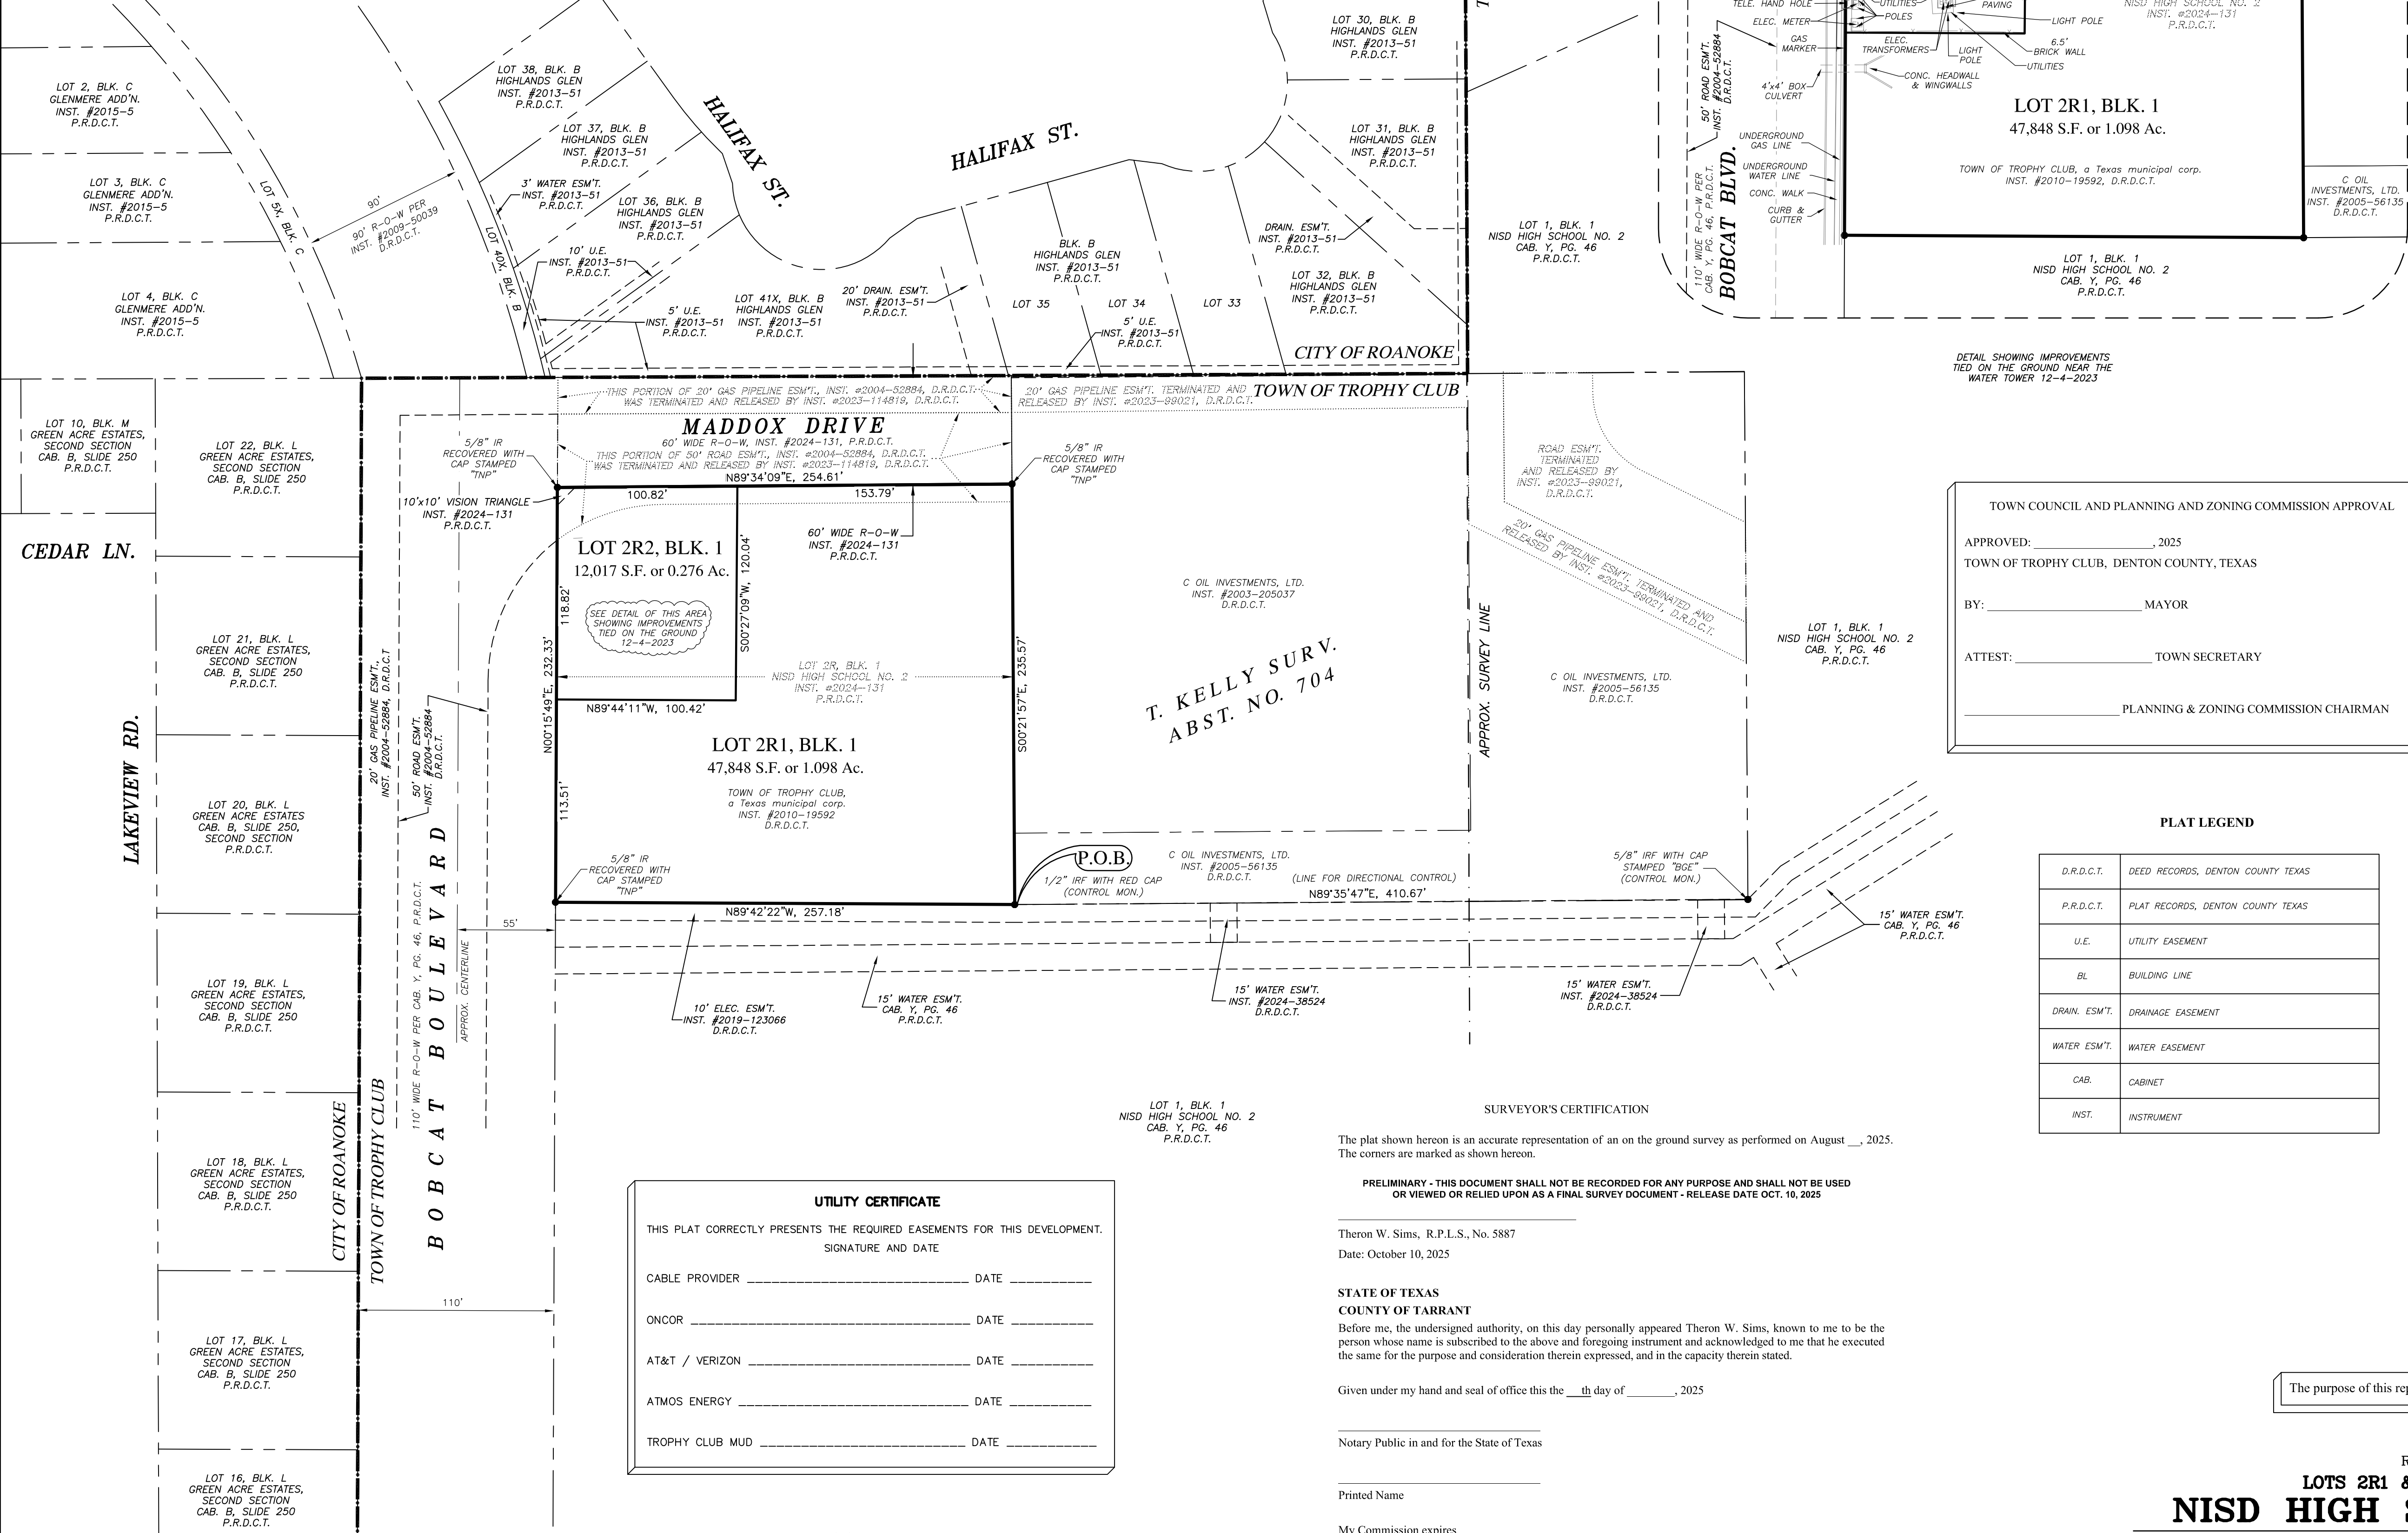 LOT 2, BLK. C
GLENMERE ADD'N.
INST. #2015-5
P.R.D.C.T.
LOT 3, BLK. C
GLENMERE ADD'N.
INST. #2015-5
P.R.D.C.T.
LOT 4, BLK. C
GLENMERE ADD'N.
INST. #2015-5
P.R.D.C.T.
LOT 5X, BLK. C
90'
90' R-O-W PER
INST. #2009-50039
D.R.D.C.T.
LOT 40X, BLK. B
LOT 38, BLK. B
HIGHLANDS GLEN
INST. #2013-51
P.R.D.C.T.
LOT 37, BLK. B
HIGHLANDS GLEN
INST. #2013-51
P.R.D.C.T.
3' WATER ESM'T.
INST. #2013-51
P.R.D.C.T.
LOT 36, BLK. B
HIGHLANDS GLEN
INST. #2013-51
P.R.D.C.T.
10' U.E.
INST. #2013-51
P.R.D.C.T.
HALIFAX ST.
HALIFAX ST.
5' U.E.
INST. #2013-51
P.R.D.C.T.
LOT 41X, BLK. B
HIGHLANDS GLEN
INST. #2013-51
P.R.D.C.T.
20' DRAIN. ESM'T.
INST. #2013-51
P.R.D.C.T.
BLK. B
HIGHLANDS GLEN
INST. #2013-51
P.R.D.C.T.
LOT 35
LOT 34
LOT 33
5' U.E.
INST. #2013-51
P.R.D.C.T.
LOT 30, BLK. B
HIGHLANDS GLEN
INST. #2013-51
P.R.D.C.T.
LOT 31, BLK. B
HIGHLANDS GLEN
INST. #2013-51
P.R.D.C.T.
DRAIN. ESM'T.
INST. #2013-51
P.R.D.C.T.
LOT 32, BLK. B
HIGHLANDS GLEN
INST. #2013-51
P.R.D.C.T.
LOT 1, BLK. 1
NISD HIGH SCHOOL NO. 2
CAB. Y, PG. 46
P.R.D.C.T.
CITY OF ROANOKE
TOWN OF TROPHY CLUB
TELE. HAND HOLE
UTILITIES
PAVING
ELEC. METER
POLES
LIGHT POLE
GAS
MARKER
ELEC.
TRANSFORMERS
LIGHT
POLE
6.5'
BRICK WALL
UTILITIES
4'x4' BOX
CULVERT
CONC. HEADWALL
& WINGWALLS
NISD HIGH SCHOOL NO. 2
INST. #2024-131
P.R.D.C.T.
50' ROAD ESM'T.
INST. #2004-52884
D.R.D.C.T.
LOT 2R1, BLK. 1
47,848 S.F. or 1.098 Ac.
UNDERGROUND
GAS LINE
UNDERGROUND
WATER LINE
CONC. WALK
CURB &
GUTTER
TOWN OF TROPHY CLUB, a Texas municipal corp.
INST. #2010-19592, D.R.D.C.T.
C OIL
INVESTMENTS, LTD.
INST. #2005-56135
D.R.D.C.T.
110' WIDE R-O-W PER
CAB. Y, PG. 46, P.R.D.C.T.
BOBCAT BLVD.
LOT 1, BLK. 1
NISD HIGH SCHOOL NO. 2
CAB. Y, PG. 46
P.R.D.C.T.
DETAIL SHOWING IMPROVEMENTS
TIED ON THE GROUND NEAR THE
WATER TOWER 12-4-2023
THIS PORTION OF 20' GAS PIPELINE ESM'T., INST. #2004-52884, D.R.D.C.T.
WAS TERMINATED AND RELEASED BY INST. #2023-114819, D.R.D.C.T.
20' GAS PIPELINE ESM'T. TERMINATED AND
RELEASED BY INST. #2023-99021, D.R.D.C.T.
MADDOX DRIVE
60' WIDE R-O-W, INST. #2024-131, P.R.D.C.T.
THIS PORTION OF 50' ROAD ESM'T., INST. #2004-52884, D.R.D.C.T.
WAS TERMINATED AND RELEASED BY INST. #2023-114819, D.R.D.C.T.
N89°34'09"E, 254.61'
100.82'
153.79'
5/8" IR
RECOVERED WITH
CAP STAMPED
"TNP"
5/8" IR
RECOVERED WITH
CAP STAMPED
"TNP"
10'x10' VISION TRIANGLE
INST. #2024-131
P.R.D.C.T.
60' WIDE R-O-W
INST. #2024-131
P.R.D.C.T.
LOT 10, BLK. M
GREEN ACRE ESTATES,
SECOND SECTION
CAB. B, SLIDE 250
P.R.D.C.T.
LOT 22, BLK. L
GREEN ACRE ESTATES,
SECOND SECTION
CAB. B, SLIDE 250
P.R.D.C.T.
CEDAR LN.
LOT 21, BLK. L
GREEN ACRE ESTATES,
SECOND SECTION
CAB. B, SLIDE 250
P.R.D.C.T.
LAKEVIEW RD.
LOT 20, BLK. L
GREEN ACRE ESTATES
CAB. B, SLIDE 250,
SECOND SECTION
P.R.D.C.T.
LOT 19, BLK. L
GREEN ACRE ESTATES,
SECOND SECTION
CAB. B, SLIDE 250
P.R.D.C.T.
LOT 18, BLK. L
GREEN ACRE ESTATES,
SECOND SECTION
CAB. B, SLIDE 250
P.R.D.C.T.
LOT 17, BLK. L
GREEN ACRE ESTATES,
SECOND SECTION
CAB. B, SLIDE 250
P.R.D.C.T.
LOT 16, BLK. L
GREEN ACRE ESTATES,
SECOND SECTION
CAB. B, SLIDE 250
P.R.D.C.T.
CITY OF ROANOKE
TOWN OF TROPHY CLUB
20' GAS PIPELINE ESM'T.,
INST. #2004-52884, D.R.D.C.T
50' ROAD ESM'T.
INST. #2004-52884
D.R.D.C.T.
110' WIDE R-O-W PER CAB. Y, PG. 46, P.R.D.C.T.
BOBCAT BOULEVARD
APPROX. CENTERLINE
55'
110'
LOT 2R2, BLK. 1
12,017 S.F. or 0.276 Ac.
118.82'
S00°27'09"W, 120.04'
SEE DETAIL OF THIS AREA
SHOWING IMPROVEMENTS
TIED ON THE GROUND
12-4-2023
N00°15'49"E, 232.33'
LOT 2R, BLK. 1
NISD HIGH SCHOOL NO. 2
INST. #2024-131
P.R.D.C.T.
N89°44'11"W, 100.42'
S00°21'57"E, 235.57'
LOT 2R1, BLK. 1
47,848 S.F. or 1.098 Ac.
TOWN OF TROPHY CLUB,
a Texas municipal corp.
INST. #2010-19592
D.R.D.C.T.
113.51'
5/8" IR
RECOVERED WITH
CAP STAMPED
"TNP"
N89°42'22"W, 257.18'
C OIL INVESTMENTS, LTD.
INST. #2003-205037
D.R.D.C.T.
T. KELLY SURV.
ABST. NO. 704
APPROX. SURVEY LINE
P.O.B.
1/2" IRF WITH RED CAP
(CONTROL MON.)
C OIL INVESTMENTS, LTD.
INST. #2005-56135
D.R.D.C.T.
(LINE FOR DIRECTIONAL CONTROL)
N89°35'47"E, 410.67'
ROAD ESM'T.
TERMINATED
AND RELEASED BY
INST. #2023-99021,
D.R.D.C.T.
20' GAS PIPELINE ESM'T. TERMINATED AND
RELEASED BY INST. #2023-99021, D.R.D.C.T.
C OIL INVESTMENTS, LTD.
INST. #2005-56135
D.R.D.C.T.
LOT 1, BLK. 1
NISD HIGH SCHOOL NO. 2
CAB. Y, PG. 46
P.R.D.C.T.
5/8" IRF WITH CAP
STAMPED "BGE"
(CONTROL MON.)
15' WATER ESM'T.
CAB. Y, PG. 46
P.R.D.C.T.
10' ELEC. ESM'T.
INST. #2019-123066
D.R.D.C.T.
15' WATER ESM'T.
CAB. Y, PG. 46
P.R.D.C.T.
15' WATER ESM'T.
INST. #2024-38524
D.R.D.C.T.
15' WATER ESM'T.
INST. #2024-38524
D.R.D.C.T.
LOT 1, BLK. 1
NISD HIGH SCHOOL NO. 2
CAB. Y, PG. 46
P.R.D.C.T.
TOWN COUNCIL AND PLANNING AND ZONING COMMISSION APPROVAL
APPROVED: ____________________, 2025
TOWN OF TROPHY CLUB, DENTON COUNTY, TEXAS
BY: __________________________ MAYOR
ATTEST: _______________________ TOWN SECRETARY
__________________________ PLANNING & ZONING COMMISSION CHAIRMAN
PLAT LEGEND
D.R.D.C.T. DEED RECORDS, DENTON COUNTY TEXAS
P.R.D.C.T. PLAT RECORDS, DENTON COUNTY TEXAS
U.E. UTILITY EASEMENT
BL BUILDING LINE
DRAIN. ESM'T. DRAINAGE EASEMENT
WATER ESM'T. WATER EASEMENT
CAB. CABINET
INST. INSTRUMENT
UTILITY CERTIFICATE
THIS PLAT CORRECTLY PRESENTS THE REQUIRED EASEMENTS FOR THIS DEVELOPMENT.
SIGNATURE AND DATE
CABLE PROVIDER ___________________________ DATE __________
ONCOR __________________________________ DATE __________
AT&T / VERIZON ___________________________ DATE __________
ATMOS ENERGY ____________________________ DATE __________
TROPHY CLUB MUD _________________________ DATE ___________
SURVEYOR'S CERTIFICATION
The plat shown hereon is an accurate representation of an on the ground survey as performed on August __, 2025.
The corners are marked as shown hereon.
PRELIMINARY - THIS DOCUMENT SHALL NOT BE RECORDED FOR ANY PURPOSE AND SHALL NOT BE USED
OR VIEWED OR RELIED UPON AS A FINAL SURVEY DOCUMENT - RELEASE DATE OCT. 10, 2025
Theron W. Sims, R.P.L.S., No. 5887
Date: October 10, 2025
STATE OF TEXAS
COUNTY OF TARRANT
Before me, the undersigned authority, on this day personally appeared Theron W. Sims, known to me to be the
person whose name is subscribed to the above and foregoing instrument and acknowledged to me that he executed
the same for the purpose and consideration therein expressed, and in the capacity therein stated.
Given under my hand and seal of office this the __th day of ________, 2025
Notary Public in and for the State of Texas
Printed Name
My Commission expires
The purpose of this
LOTS 2R1 &
NISD HIGH